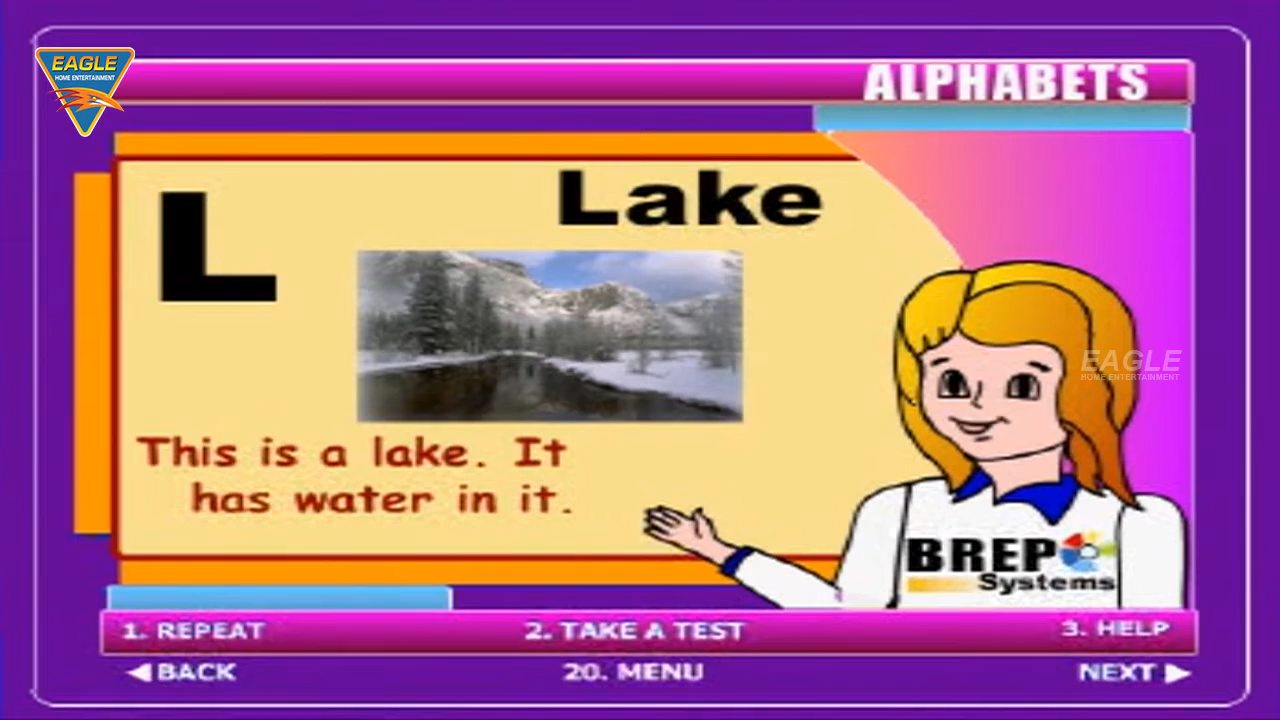 EAGLE
HOME ENTERTAINMENT
ALPHABETS
L
Lake
This is a lake. It
has water in it.
EAGLE
HOME ENTERTAINMENT
BREP
Systems
1. REPEAT
2. TAKE A TEST
3. HELP
◀BACK
20. MENU
NEXT ▶